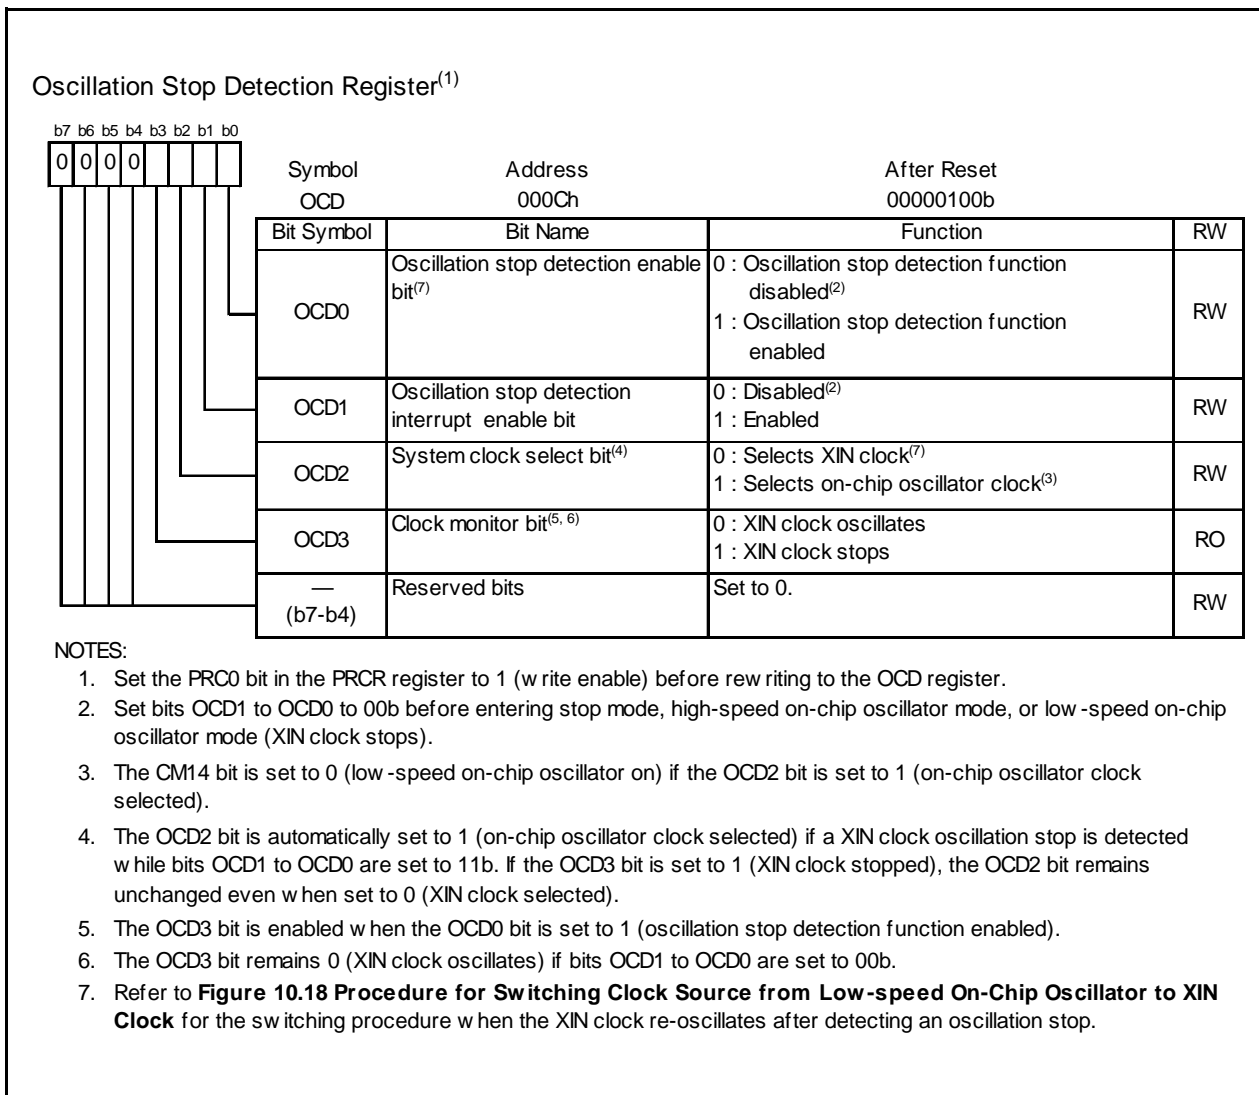 Oscillation Stop Detection Register(1)
b7 b6 b5 b4 b3 b2 b1 b0
0 0 0 0
Symbol Address After Reset
OCD 000Ch 00000100b
Bit Symbol Bit Name Function RW
OCD0
Oscillation stop detection enable
bit(7)
0 : Oscillation stop detection function
disabled(2)
1 : Oscillation stop detection function
enabled
RW
OCD1
Oscillation stop detection
interrupt enable bit
0 : Disabled(2)
1 : Enabled
RW
OCD2
System clock select bit(4)
0 : Selects XIN clock(7)
1 : Selects on-chip oscillator clock(3)
RW
OCD3
Clock monitor bit(5, 6)
0 : XIN clock oscillates
1 : XIN clock stops
RO
—
(b7-b4)
Reserved bits
Set to 0.
RW
NOTES:
1. Set the PRC0 bit in the PRCR register to 1 (write enable) before rewriting to the OCD register.
2. Set bits OCD1 to OCD0 to 00b before entering stop mode, high-speed on-chip oscillator mode, or low-speed on-chip
oscillator mode (XIN clock stops).
3. The CM14 bit is set to 0 (low-speed on-chip oscillator on) if the OCD2 bit is set to 1 (on-chip oscillator clock
selected).
4. The OCD2 bit is automatically set to 1 (on-chip oscillator clock selected) if a XIN clock oscillation stop is detected
while bits OCD1 to OCD0 are set to 11b. If the OCD3 bit is set to 1 (XIN clock stopped), the OCD2 bit remains
unchanged even when set to 0 (XIN clock selected).
5. The OCD3 bit is enabled when the OCD0 bit is set to 1 (oscillation stop detection function enabled).
6. The OCD3 bit remains 0 (XIN clock oscillates) if bits OCD1 to OCD0 are set to 00b.
7. Refer to Figure 10.18 Procedure for Switching Clock Source from Low-speed On-Chip Oscillator to XIN
Clock for the switching procedure when the XIN clock re-oscillates after detecting an oscillation stop.